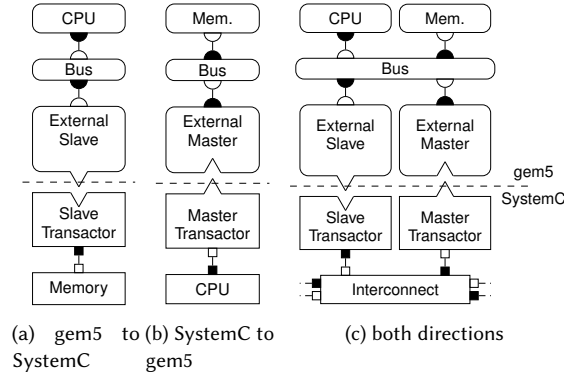 CPU
Mem.
CPU
Mem.
Bus
Bus
Bus
External
Slave
External
Master
External
Slave
External
Master
gem5
SystemC
Slave
Transactor
Master
Transactor
Slave
Transactor
Master
Transactor
Memory
CPU
Interconnect
(a) gem5 to
SystemC
(b) SystemC to
gem5
(c) both directions